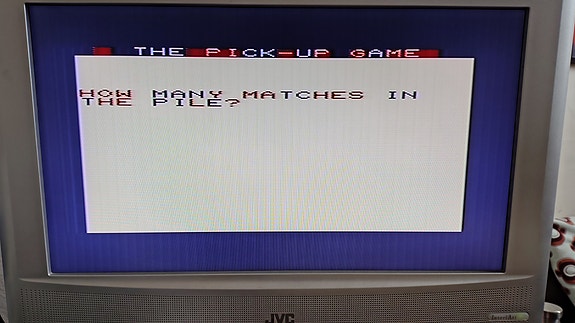 THE PICK-UP GAME
HOW MANY MATCHES IN
THE PILE?
JVC